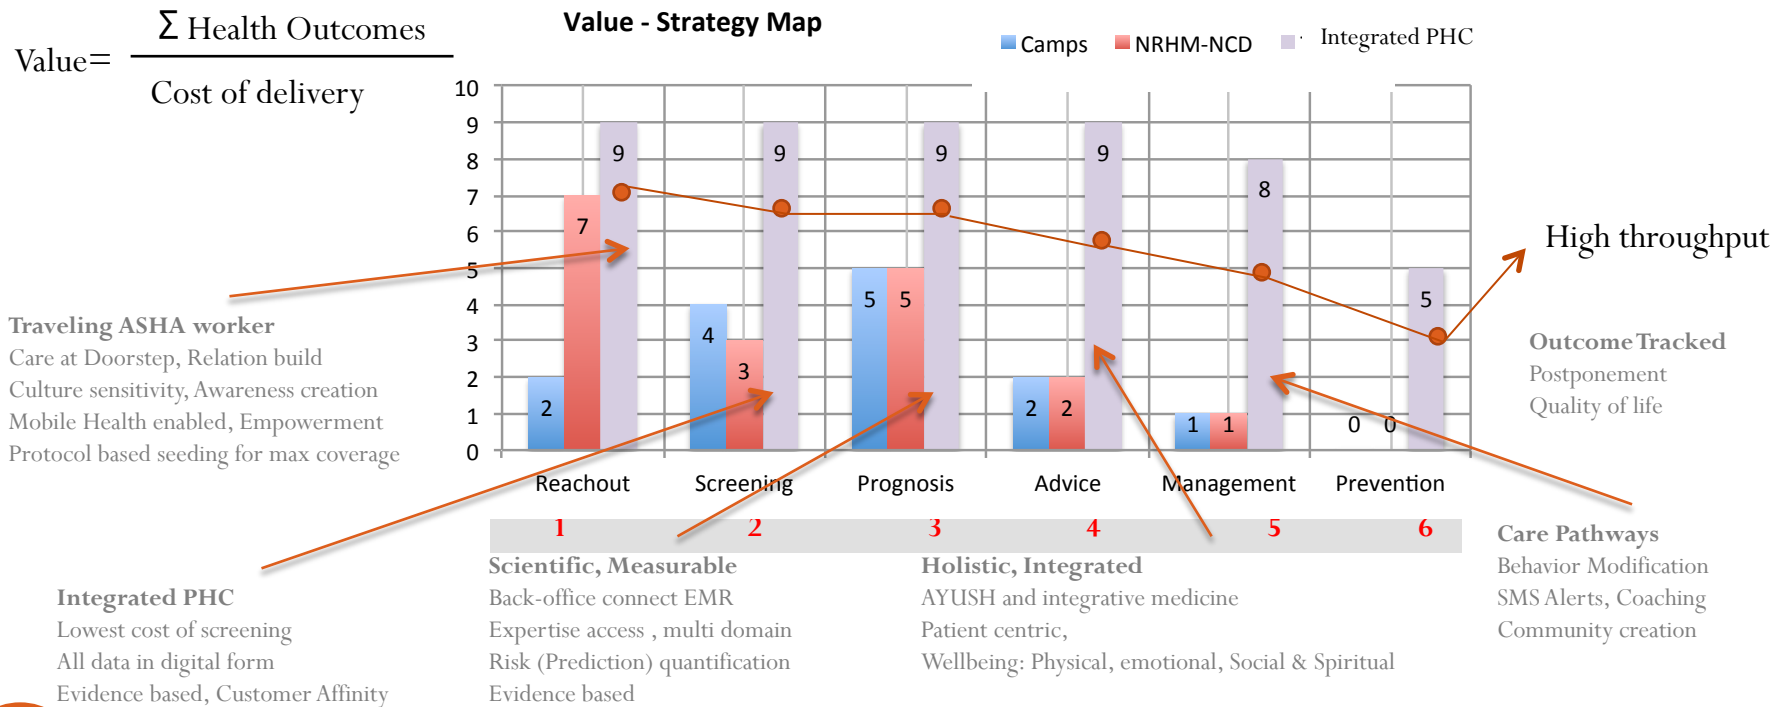 Value - Strategy Map
Σ Health Outcomes
Value=
Cost of delivery
Camps NRHM-NCD Integrated PHC
10
9
8
7
6
5
4
3
2
1
0
2 7 9
4 3 9
5 5 9
2 2 9
1 1 8
0 0 5
Reachout Screening Prognosis Advice Management Prevention
1 2 3 4 5 6
High throughput
Traveling ASHA worker
Care at Doorstep, Relation build
Culture sensitivity, Awareness creation
Mobile Health enabled, Empowerment
Protocol based seeding for max coverage
Outcome Tracked
Postponement
Quality of life
Integrated PHC
Lowest cost of screening
All data in digital form
Evidence based, Customer Affinity
Scientific, Measurable
Back-office connect EMR
Expertise access , multi domain
Risk (Prediction) quantification
Evidence based
Holistic, Integrated
AYUSH and integrative medicine
Patient centric,
Wellbeing: Physical, emotional, Social & Spiritual
Care Pathways
Behavior Modification
SMS Alerts, Coaching
Community creation